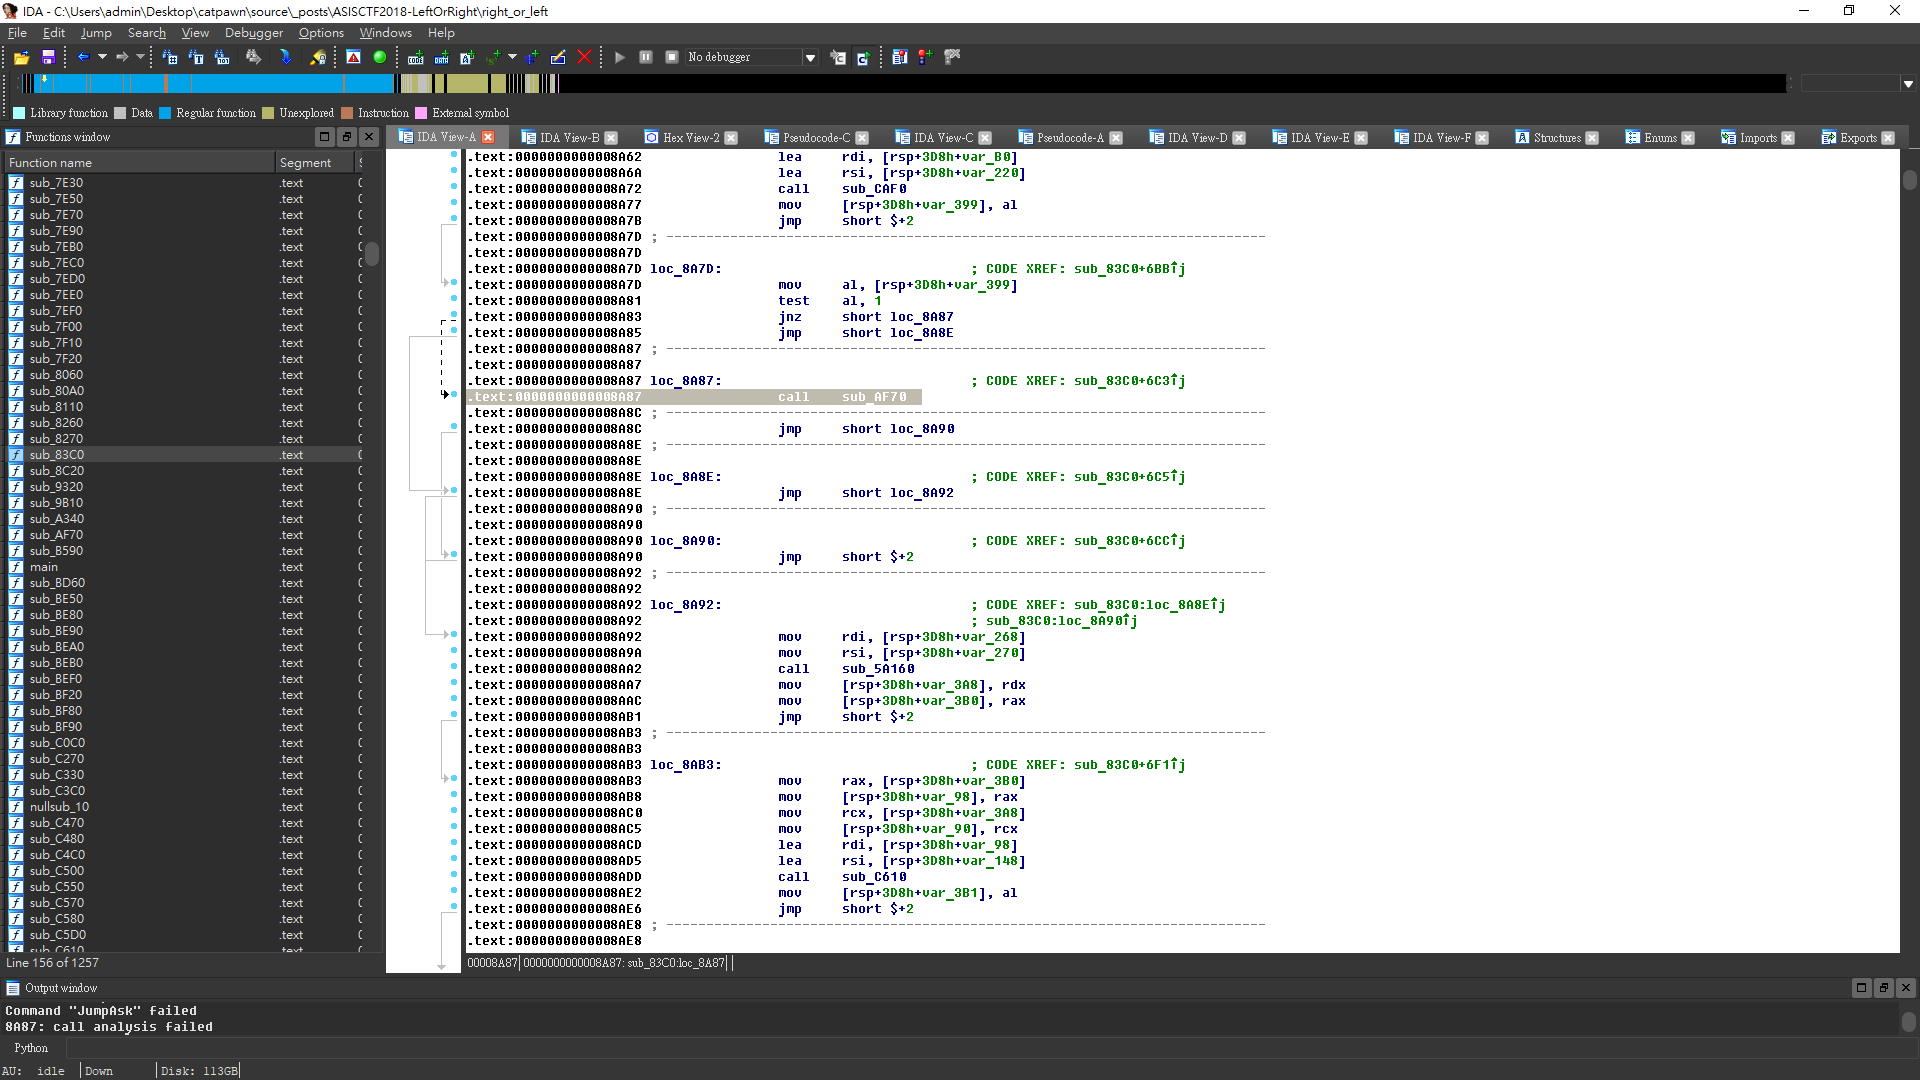 IDA - C:\Users\admin\Desktop\catpawn\source\_posts\ASISCTF2018-LeftOrRight\right_or_left
File Edit Jump Search View Debugger Options Windows Help
No debugger
Library function Data Regular function Unexplored Instruction External symbol
Functions window
IDA View-A IDA View-B Hex View-2 Pseudocode-C IDA View-C Pseudocode-A IDA View-D IDA View-E IDA View-F Structures Enums Imports Exports
Function name Segment
sub_7E30 .text
sub_7E50 .text
sub_7E70 .text
sub_7E90 .text
sub_7EB0 .text
sub_7EC0 .text
sub_7ED0 .text
sub_7EE0 .text
sub_7EF0 .text
sub_7F00 .text
sub_7F10 .text
sub_7F20 .text
sub_8060 .text
sub_80A0 .text
sub_8110 .text
sub_8260 .text
sub_8270 .text
sub_83C0 .text
sub_8C20 .text
sub_9320 .text
sub_9B10 .text
sub_A340 .text
sub_AF70 .text
sub_B590 .text
main .text
sub_BD60 .text
sub_BE50 .text
sub_BE80 .text
sub_BE90 .text
sub_BEA0 .text
sub_BEB0 .text
sub_BEF0 .text
sub_BF20 .text
sub_BF80 .text
sub_BF90 .text
sub_C0C0 .text
sub_C270 .text
sub_C330 .text
sub_C3C0 .text
nullsub_10 .text
sub_C470 .text
sub_C480 .text
sub_C4C0 .text
sub_C500 .text
sub_C550 .text
sub_C570 .text
sub_C580 .text
sub_C5D0 .text
sub_C610 .text
Line 156 of 1257
.text:0000000000008A62 lea rdi, [rsp+3D8h+var_B0]
.text:0000000000008A6A lea rsi, [rsp+3D8h+var_220]
.text:0000000000008A72 call sub_CAF0
.text:0000000000008A77 mov [rsp+3D8h+var_399], al
.text:0000000000008A7B jmp short $+2
.text:0000000000008A7D ; ---------------------------------------------------------------------------
.text:0000000000008A7D
.text:0000000000008A7D loc_8A7D: ; CODE XREF: sub_83C0+6BB↑j
.text:0000000000008A7D mov al, [rsp+3D8h+var_399]
.text:0000000000008A81 test al, 1
.text:0000000000008A83 jnz short loc_8A87
.text:0000000000008A85 jmp short loc_8A8E
.text:0000000000008A87 ; ---------------------------------------------------------------------------
.text:0000000000008A87
.text:0000000000008A87 loc_8A87: ; CODE XREF: sub_83C0+6C3↑j
.text:0000000000008A87 call sub_AF70
.text:0000000000008A8C ; ---------------------------------------------------------------------------
.text:0000000000008A8C jmp short loc_8A90
.text:0000000000008A8E ; ---------------------------------------------------------------------------
.text:0000000000008A8E
.text:0000000000008A8E loc_8A8E: ; CODE XREF: sub_83C0+6C5↑j
.text:0000000000008A8E jmp short loc_8A92
.text:0000000000008A90 ; ---------------------------------------------------------------------------
.text:0000000000008A90
.text:0000000000008A90 loc_8A90: ; CODE XREF: sub_83C0+6CC↑j
.text:0000000000008A90 jmp short $+2
.text:0000000000008A92 ; ---------------------------------------------------------------------------
.text:0000000000008A92
.text:0000000000008A92 loc_8A92: ; CODE XREF: sub_83C0:loc_8A8E↑j
.text:0000000000008A92 ; sub_83C0:loc_8A90↑j
.text:0000000000008A92 mov rdi, [rsp+3D8h+var_268]
.text:0000000000008A9A mov rsi, [rsp+3D8h+var_270]
.text:0000000000008AA2 call sub_5A160
.text:0000000000008AA7 mov [rsp+3D8h+var_3A8], rdx
.text:0000000000008AAC mov [rsp+3D8h+var_3B0], rax
.text:0000000000008AB1 jmp short $+2
.text:0000000000008AB3 ; ---------------------------------------------------------------------------
.text:0000000000008AB3
.text:0000000000008AB3 loc_8AB3: ; CODE XREF: sub_83C0+6F1↑j
.text:0000000000008AB3 mov rax, [rsp+3D8h+var_3B0]
.text:0000000000008AB8 mov [rsp+3D8h+var_98], rax
.text:0000000000008AC0 mov rcx, [rsp+3D8h+var_3A8]
.text:0000000000008AC5 mov [rsp+3D8h+var_90], rcx
.text:0000000000008ACD lea rdi, [rsp+3D8h+var_98]
.text:0000000000008AD5 lea rsi, [rsp+3D8h+var_148]
.text:0000000000008ADD call sub_C610
.text:0000000000008AE2 mov [rsp+3D8h+var_3B1], al
.text:0000000000008AE6 jmp short $+2
.text:0000000000008AE8 ; ---------------------------------------------------------------------------
.text:0000000000008AE8
00008A87 0000000000008A87: sub_83C0:loc_8A87
Output window
Command "JumpAsk" failed
8A87: call analysis failed
Python
AU: idle Down Disk: 113GB